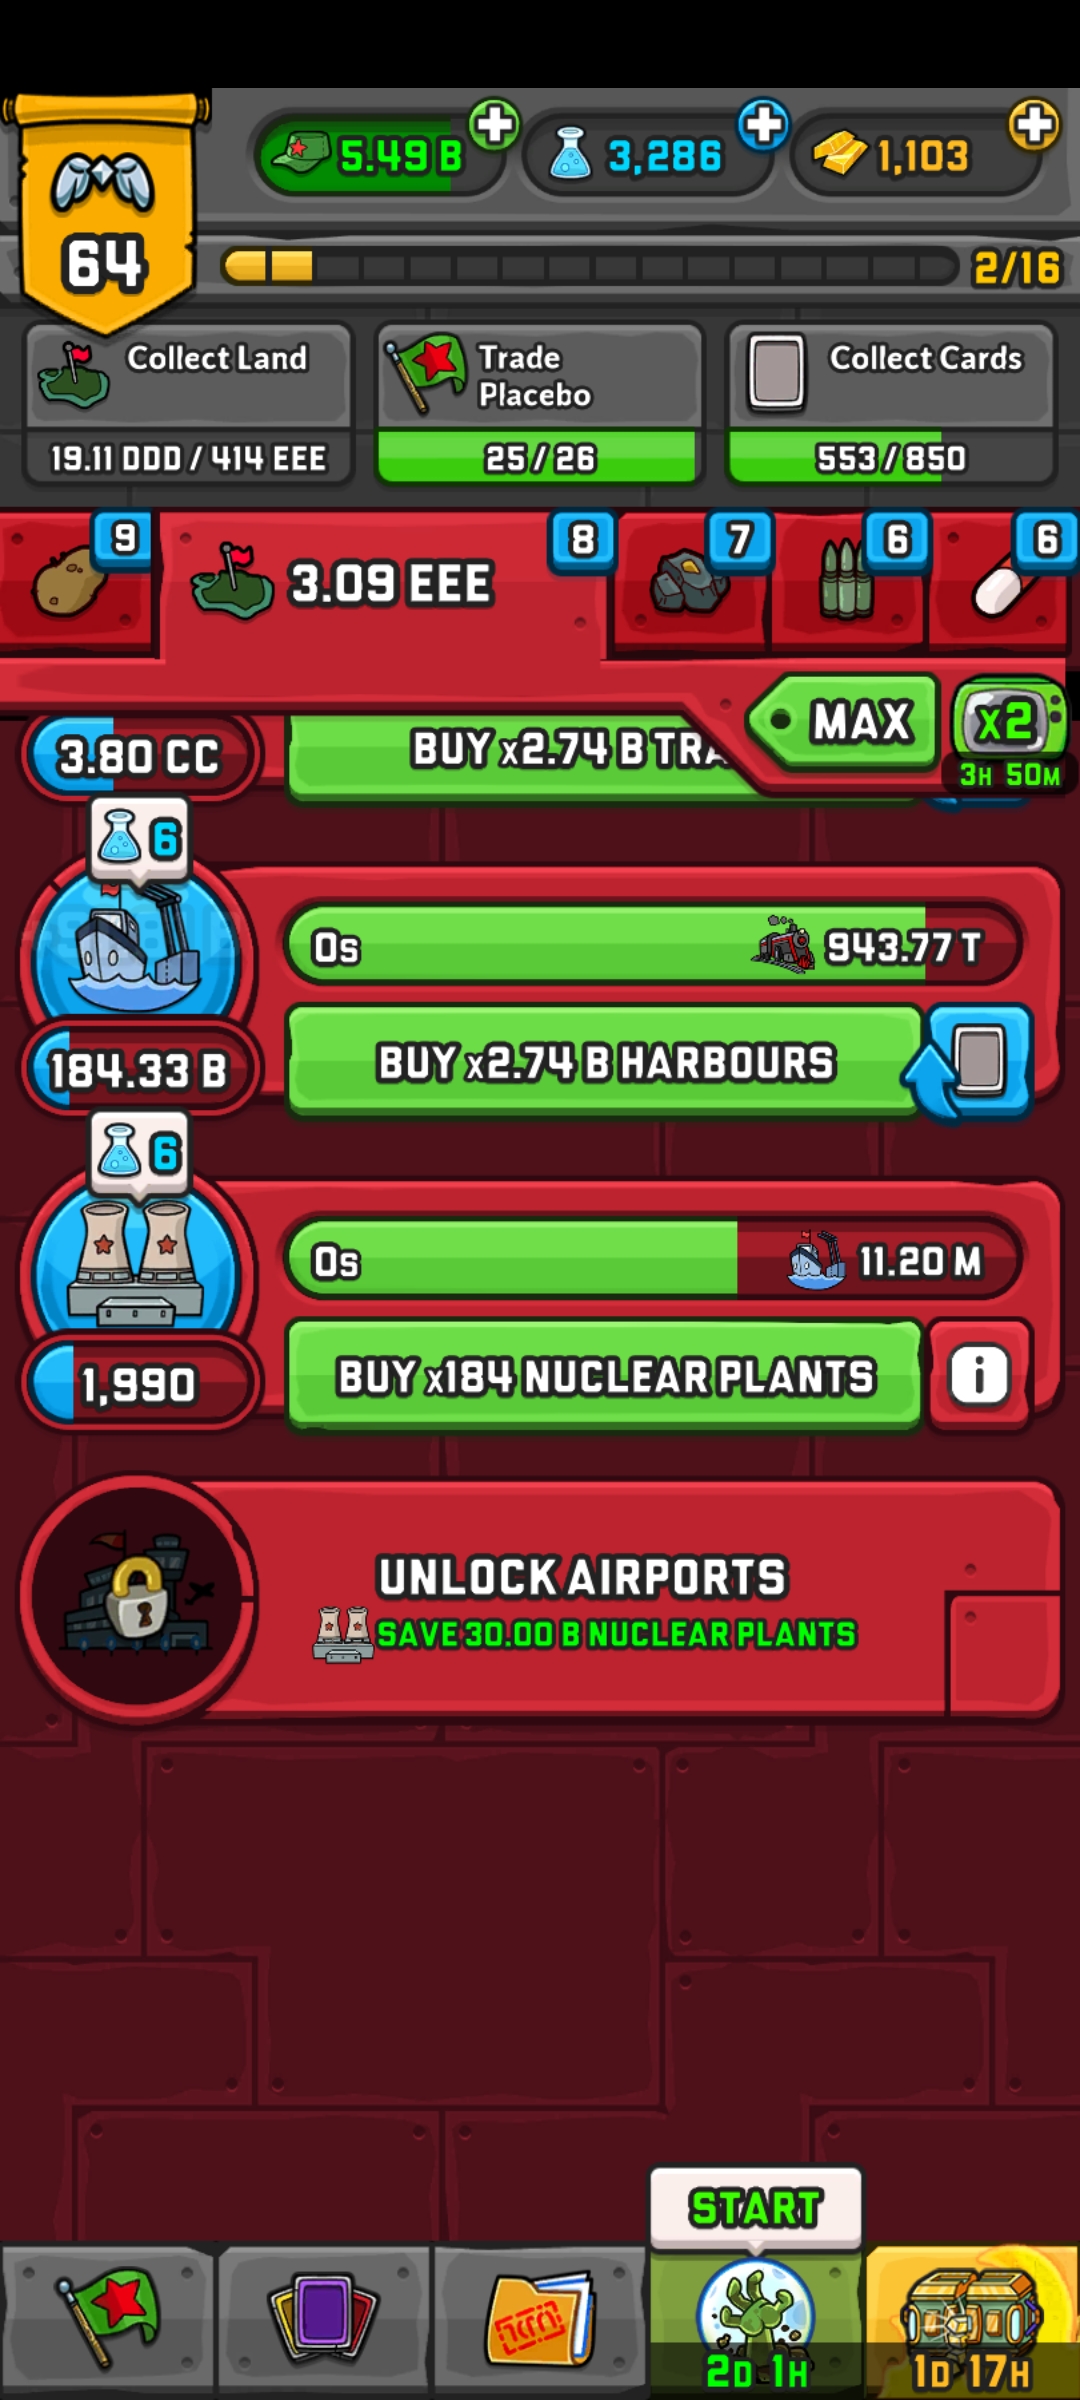 5.49 B
3,286
1,103
64
2/16
Collect Land
19.11 DDD / 414 EEE
Trade
Placebo
25 / 26
Collect Cards
553 / 850
9
3.09 EEE
8
7
6
6
MAX
x2
3H 50M
3.80 CC
BUY x2.74 B TRA
6
0s
943.77 T
184.33 B
BUY x2.74 B HARBOURS
6
0s
11.20 M
1,990
BUY x184 NUCLEAR PLANTS
i
UNLOCK AIRPORTS
SAVE 30.00 B NUCLEAR PLANTS
START
2D 1H
1D 17H